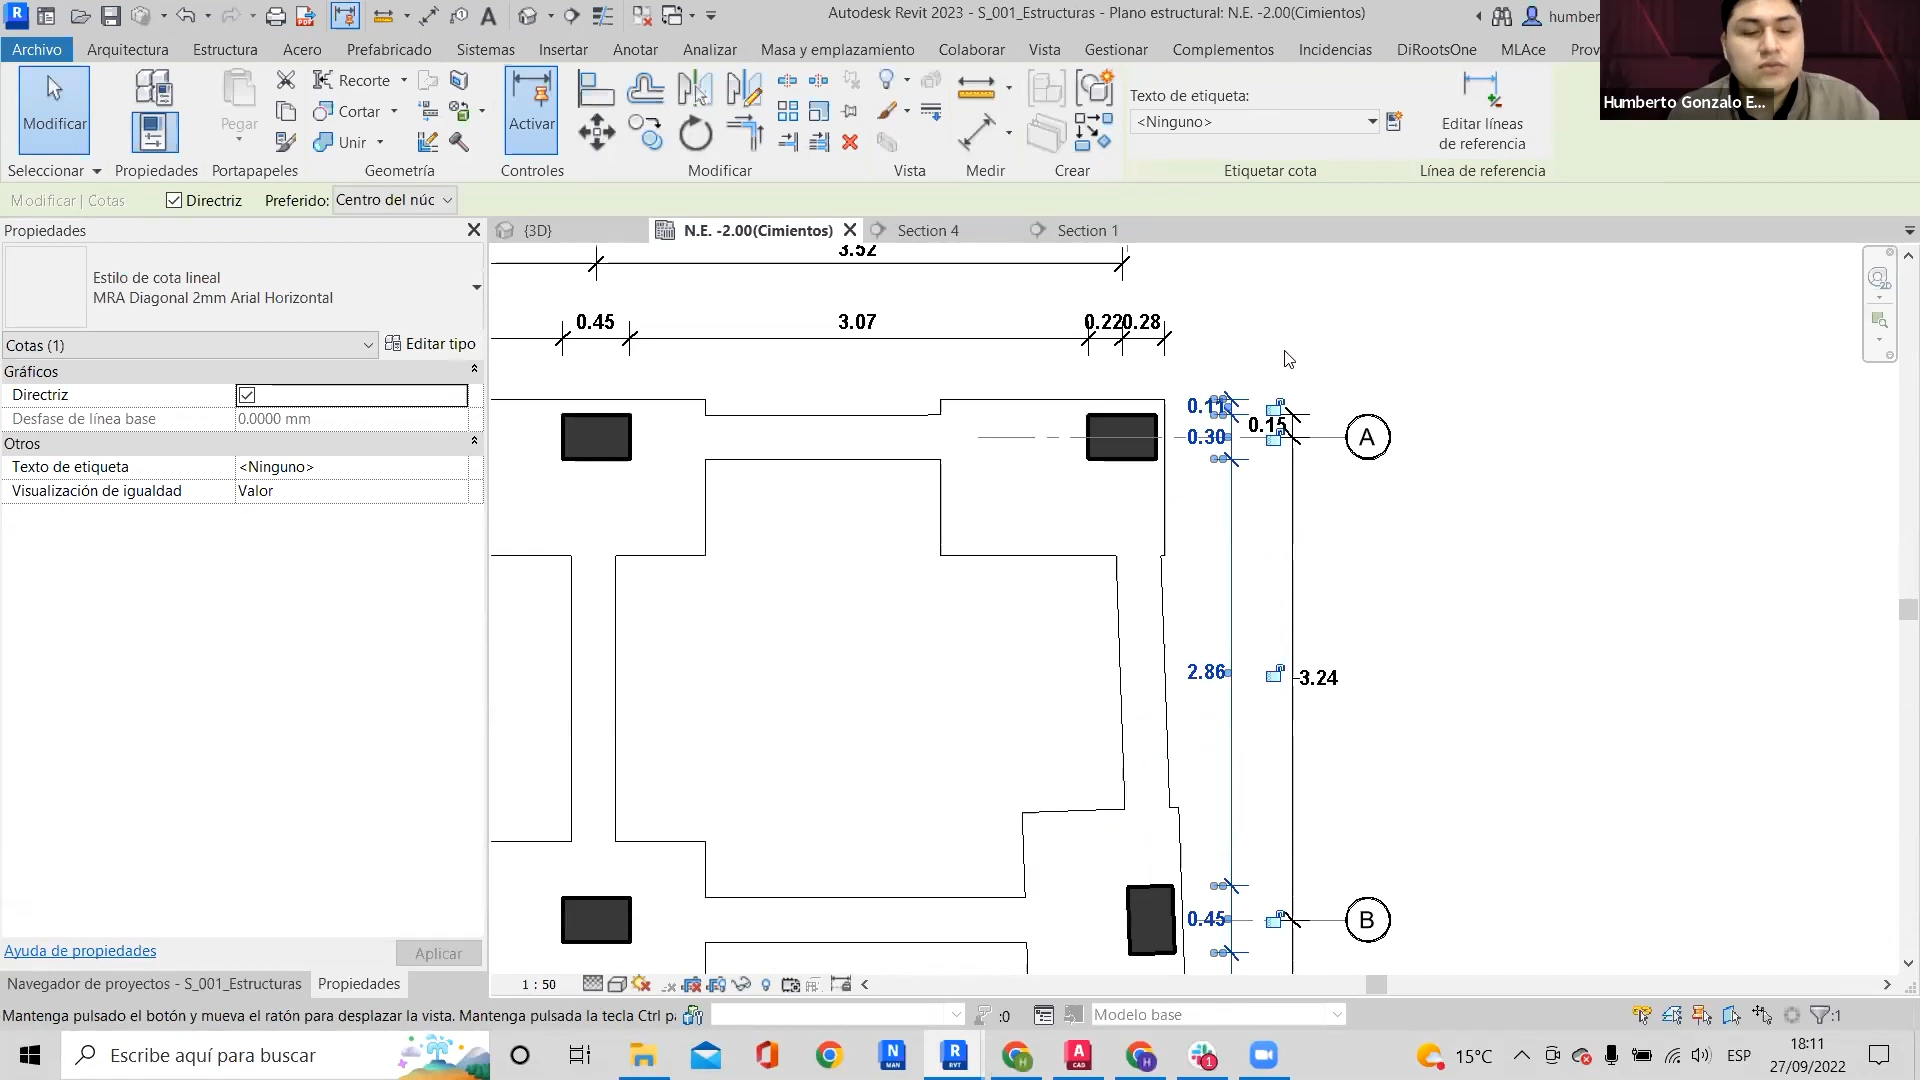 Autodesk Revit 2023 - S_001_Estructuras - Plano estructural: N.E. -2.00(Cimientos)
humber
Archivo Arquitectura Estructura Acero Prefabricado Sistemas Insertar Anotar Analizar Masa y emplazamiento Colaborar Vista Gestionar Complementos Incidencias DiRootsOne MLAce Prov
Humberto Gonzalo E...
Modificar
Pegar
Recorte
Cortar
Unir
Activar
Texto de etiqueta:
<Ninguno>
Editar líneas
de referencia
Seleccionar Propiedades Portapapeles Geometría Controles Modificar Vista Medir Crear Etiquetar cota Línea de referencia
Modificar | Cotas Directriz Preferido: Centro del núc
Propiedades
{3D} N.E. -2.00(Cimientos) Section 4 Section 1
Estilo de cota lineal
MRA Diagonal 2mm Arial Horizontal
Cotas (1) Editar tipo
Gráficos
Directriz
Desfase de línea base 0.0000 mm
Otros
Texto de etiqueta <Ninguno>
Visualización de igualdad Valor
3.52
0.45 3.07 0.22 0.28
0.11
0.15
0.30
A
2.86
3.24
0.45
B
2D
Ayuda de propiedades Aplicar
Navegador de proyectos - S_001_Estructuras Propiedades
1 : 50
Mantenga pulsado el botón y mueva el ratón para desplazar la vista. Mantenga pulsada la tecla Ctrl p
:0
Modelo base
:1
Escribe aquí para buscar
15°C
ESP
18:11
27/09/2022